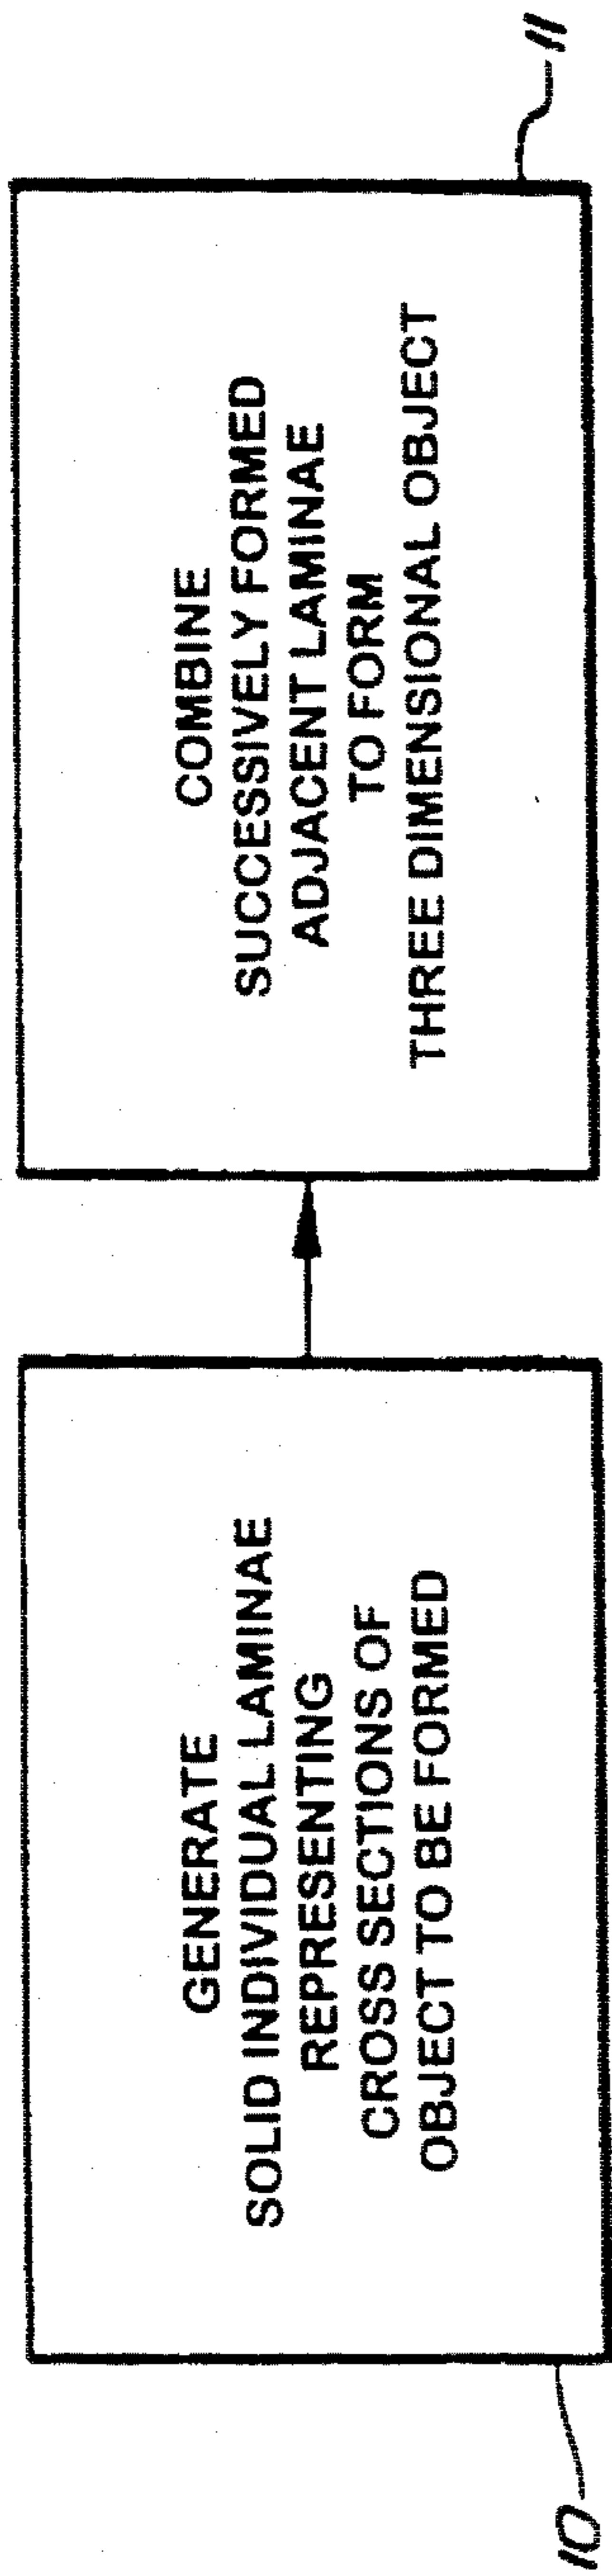 GENERATE
SOLID INDIVIDUAL LAMINAE
REPRESENTING
CROSS SECTIONS OF
OBJECT TO BE FORMED
10
COMBINE
SUCCESSIVELY FORMED
ADJACENT LAMINAE
TO FORM
THREE DIMENSIONAL OBJECT
11